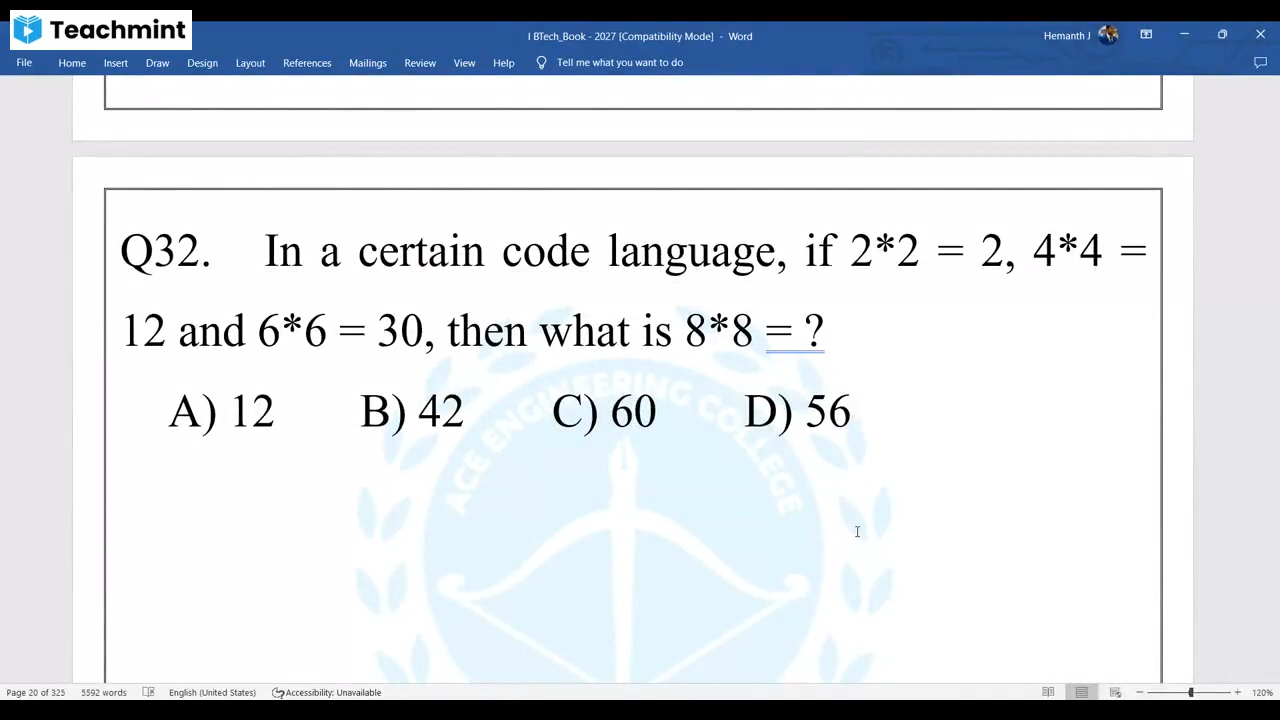 Teachmint
I BTech_Book - 2027 [Compatibility Mode] - Word
Hemanth J
File Home Insert Draw Design Layout References Mailings Review View Help Tell me what you want to do
Q32. In a certain code language, if 2*2 = 2, 4*4 =
12 and 6*6 = 30, then what is 8*8 = ?
A) 12 B) 42 C) 60 D) 56
ACE ENGINEERING COLLEGE
Page 20 of 325 5592 words English (United States) Accessibility: Unavailable 120%